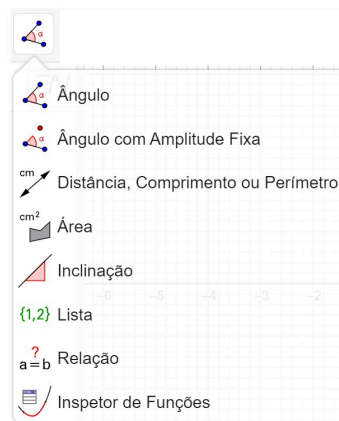 α
α Ângulo
α Ângulo com Amplitude Fixa
cm Distância, Comprimento ou Perímetro
cm² Área
Inclinação
-6 -5 -4 -3 -2
{1,2} Lista
a=b ? Relação
Inspetor de Funções